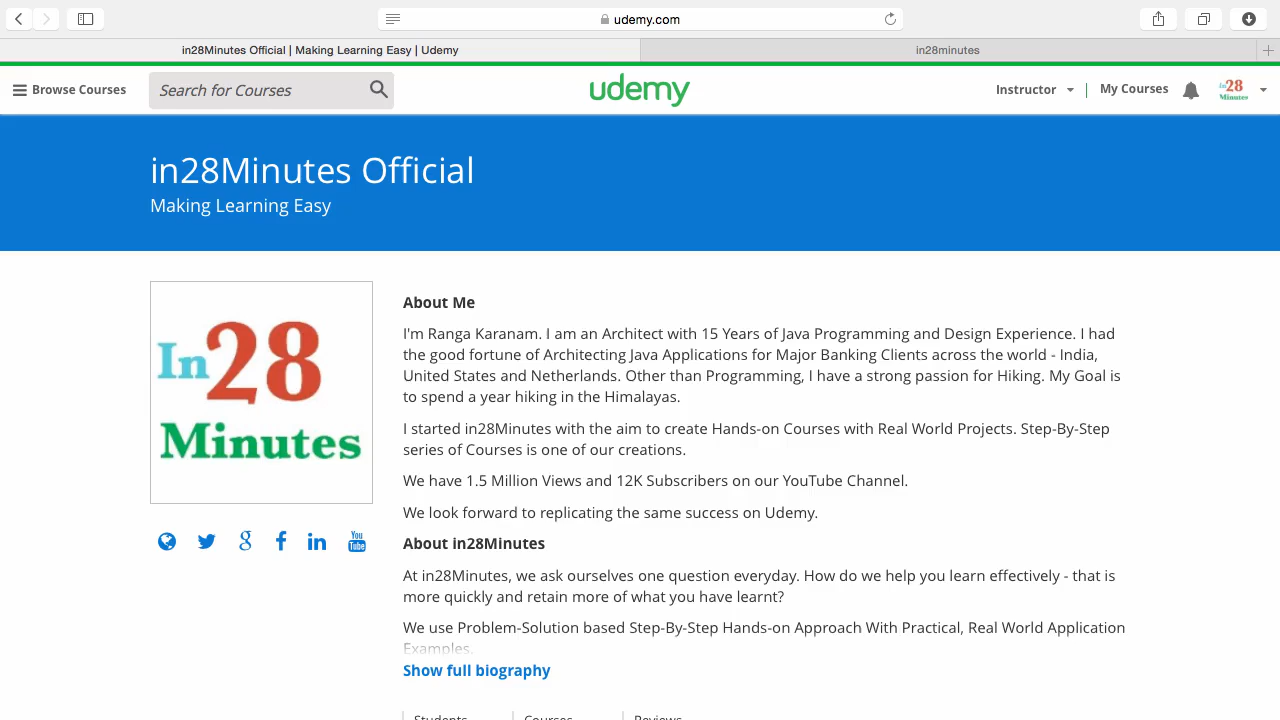 udemy.com
in28Minutes Official | Making Learning Easy | Udemy
in28minutes
Browse Courses
Search for Courses
udemy
Instructor
My Courses
In28
Minutes
in28Minutes Official
Making Learning Easy
In28
Minutes
About Me
I'm Ranga Karanam. I am an Architect with 15 Years of Java Programming and Design Experience. I had
the good fortune of Architecting Java Applications for Major Banking Clients across the world - India,
United States and Netherlands. Other than Programming, I have a strong passion for Hiking. My Goal is
to spend a year hiking in the Himalayas.
I started in28Minutes with the aim to create Hands-on Courses with Real World Projects. Step-By-Step
series of Courses is one of our creations.
We have 1.5 Million Views and 12K Subscribers on our YouTube Channel.
We look forward to replicating the same success on Udemy.
About in28Minutes
At in28Minutes, we ask ourselves one question everyday. How do we help you learn effectively - that is
more quickly and retain more of what you have learnt?
We use Problem-Solution based Step-By-Step Hands-on Approach With Practical, Real World Application
Examples.
Show full biography
Students
Courses
Reviews
You
Tube